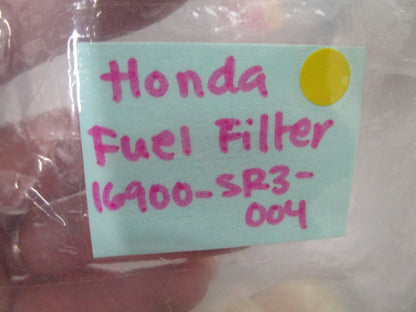 Honda
Fuel Filter
16900-SR3-
004